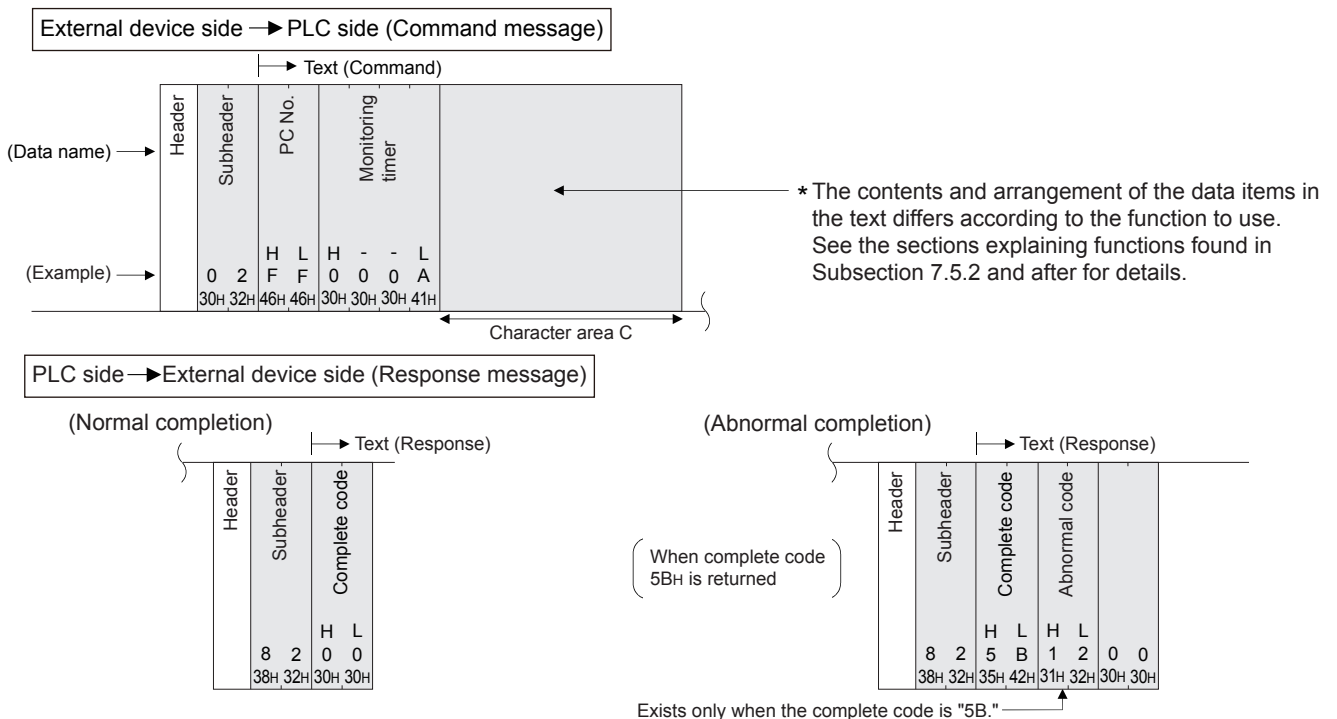 External device side → PLC side (Command message)
Text (Command)
(Data name)
Header
Subheader
PC No.
Monitoring
timer
* The contents and arrangement of the data items in
the text differs according to the function to use.
See the sections explaining functions found in
Subsection 7.5.2 and after for details.
H L H - - L
(Example) 0 2 F F 0 0 0 A
30H 32H 46H 46H 30H 30H 30H 41H
Character area C
PLC side → External device side (Response message)
(Normal completion)
Text (Response)
Header
Subheader
Complete code
H L
8 2 0 0
38H 32H 30H 30H
(Abnormal completion)
Text (Response)
When complete code
5BH is returned
Header
Subheader
Complete code
Abnormal code
H L H L
8 2 5 B 1 2 0 0
38H 32H 35H 42H 31H 32H 30H 30H
Exists only when the complete code is "5B."